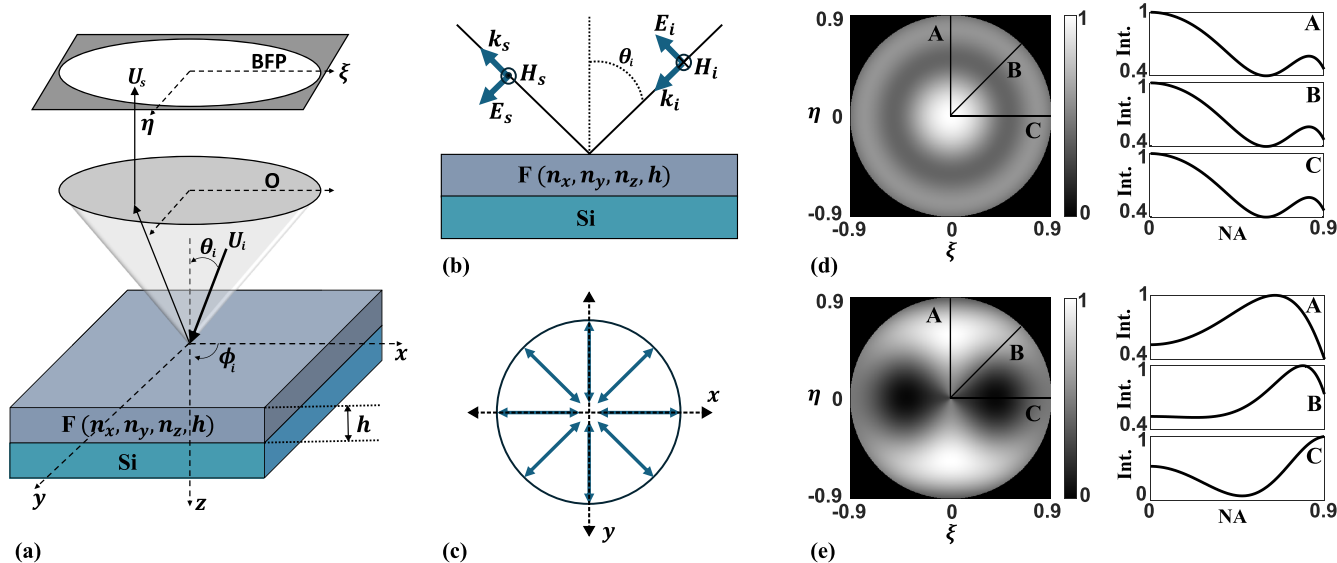 BFP
ξ
U_s
η
O
θ_i
U_i
ϕ_i
x
F (n_x, n_y, n_z, h)
h
Si
y
z
(a)
k_s
H_s
E_s
θ_i
E_i
H_i
k_i
F (n_x, n_y, n_z, h)
Si
(b)
x
y
(c)
0.9
η
0
-0.9
-0.9
0
0.9
ξ
A
B
C
1
0
(d)
1
Int.
0.4
A
1
Int.
0.4
B
1
Int.
0.4
C
0
NA
0.9
0.9
η
0
-0.9
-0.9
0
0.9
ξ
A
B
C
1
0
(e)
1
Int.
0.4
A
1
Int.
0.4
B
1
Int.
0
C
0
NA
0.9